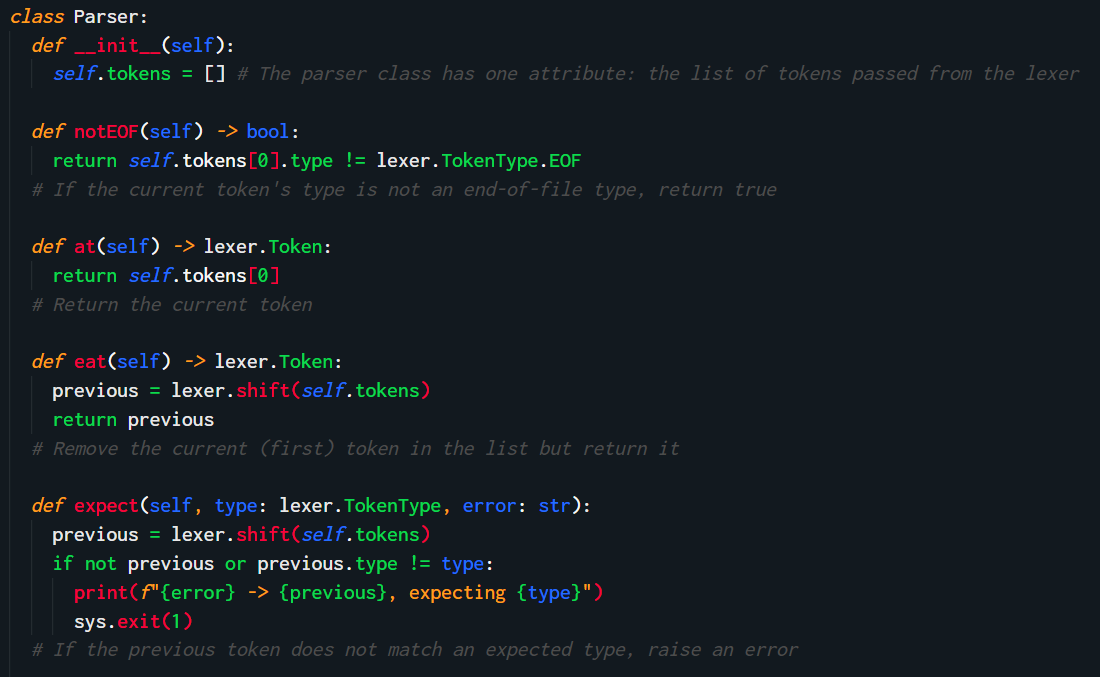 class Parser:
  def __init__(self):
    self.tokens = [] # The parser class has one attribute: the list of tokens passed from the lexer

  def notEOF(self) -> bool:
    return self.tokens[0].type != lexer.TokenType.EOF
  # If the current token's type is not an end-of-file type, return true

  def at(self) -> lexer.Token:
    return self.tokens[0]
  # Return the current token

  def eat(self) -> lexer.Token:
    previous = lexer.shift(self.tokens)
    return previous
  # Remove the current (first) token in the list but return it

  def expect(self, type: lexer.TokenType, error: str):
    previous = lexer.shift(self.tokens)
    if not previous or previous.type != type:
      print(f"{error} -> {previous}, expecting {type}")
      sys.exit(1)
  # If the previous token does not match an expected type, raise an error